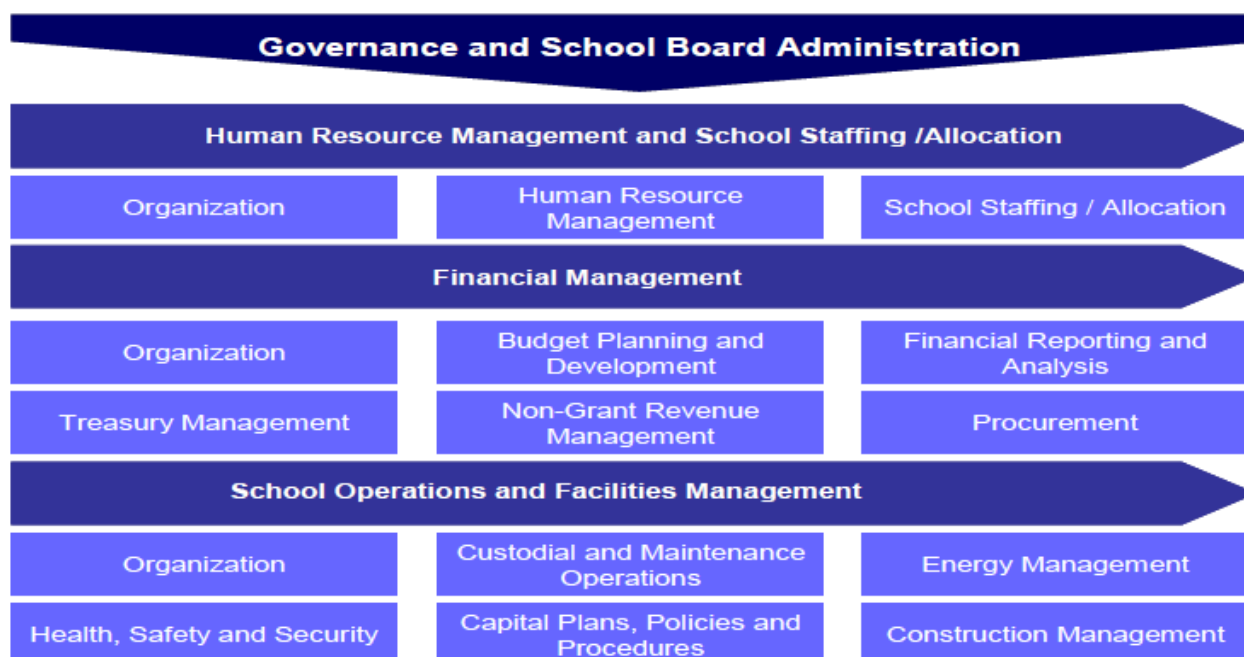 Governance and School Board Administration
Human Resource Management and School Staffing /Allocation
Organization
Human Resource
Management
School Staffing / Allocation
Financial Management
Organization
Budget Planning and
Development
Financial Reporting and
Analysis
Treasury Management
Non-Grant Revenue
Management
Procurement
School Operations and Facilities Management
Organization
Custodial and Maintenance
Operations
Energy Management
Health, Safety and Security
Capital Plans, Policies and
Procedures
Construction Management